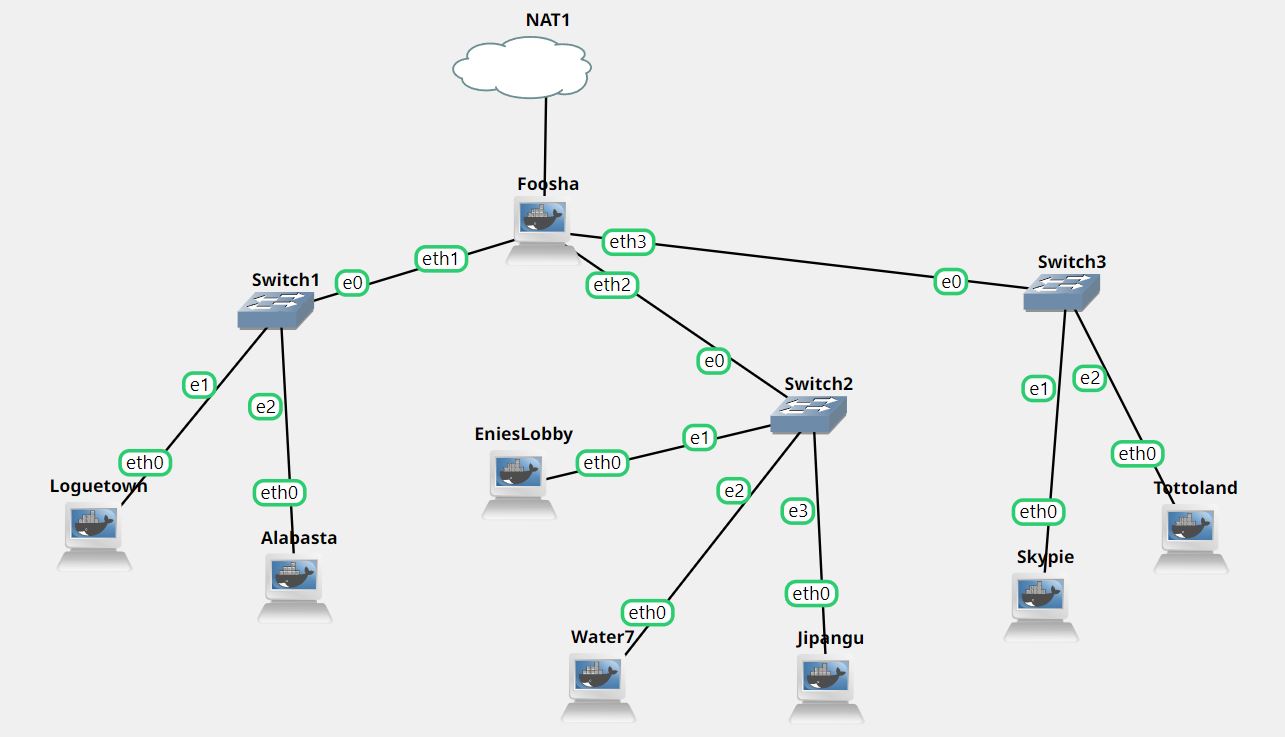 NAT1
Foosha
eth3
eth1
eth2
e0
Switch1
Switch3
e0
e0
Switch2
e1
e2
EniesLobby
eth0
e1
e0
e1
e2
eth0
Loguetown
eth0
Alabasta
e2
e3
eth0
Tottoland
eth0
Skypie
eth0
Water7
eth0
Jipangu